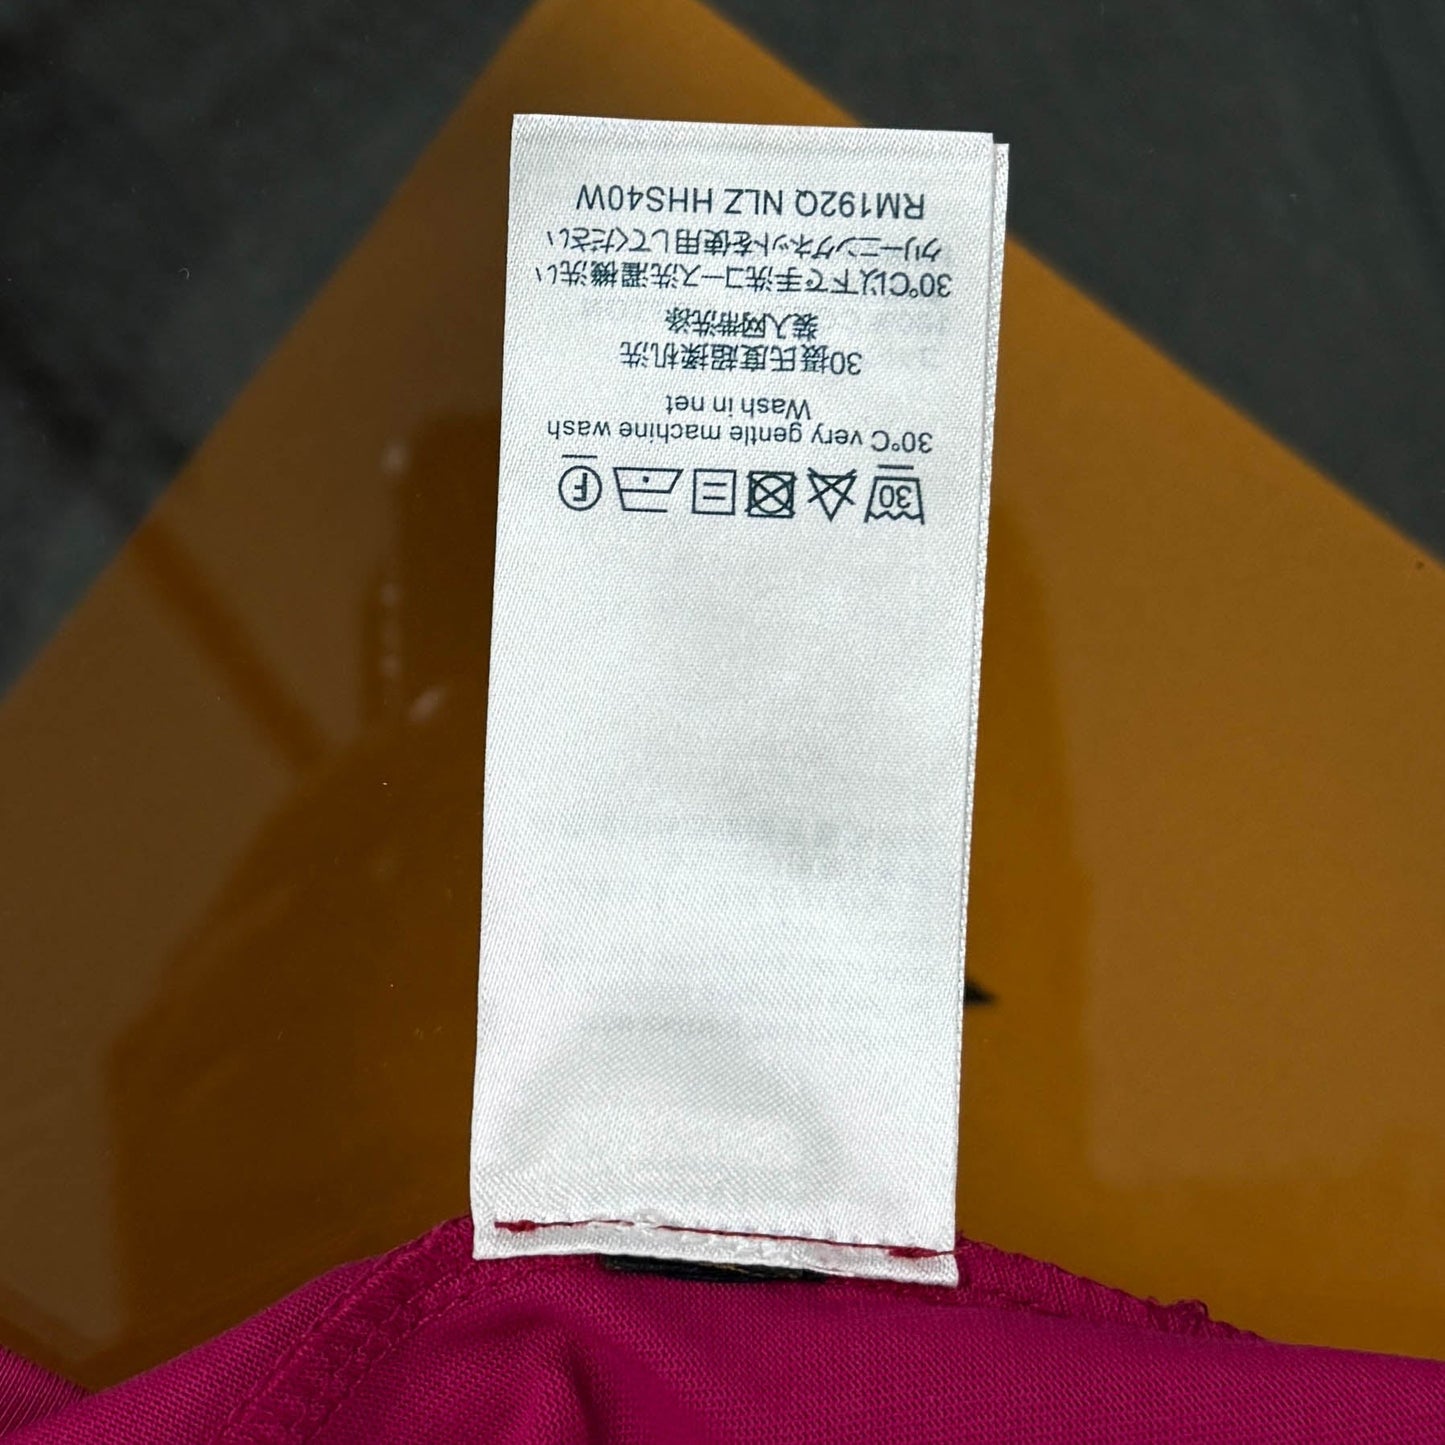 30 F
30°C very gentle machine wash
Wash in net
30摄氏度超揉机洗
装入网带洗涤
30°C以下で手洗コース洗濯機洗い
クリーニングネットを使用してください
RM192Q NLZ HHS40W